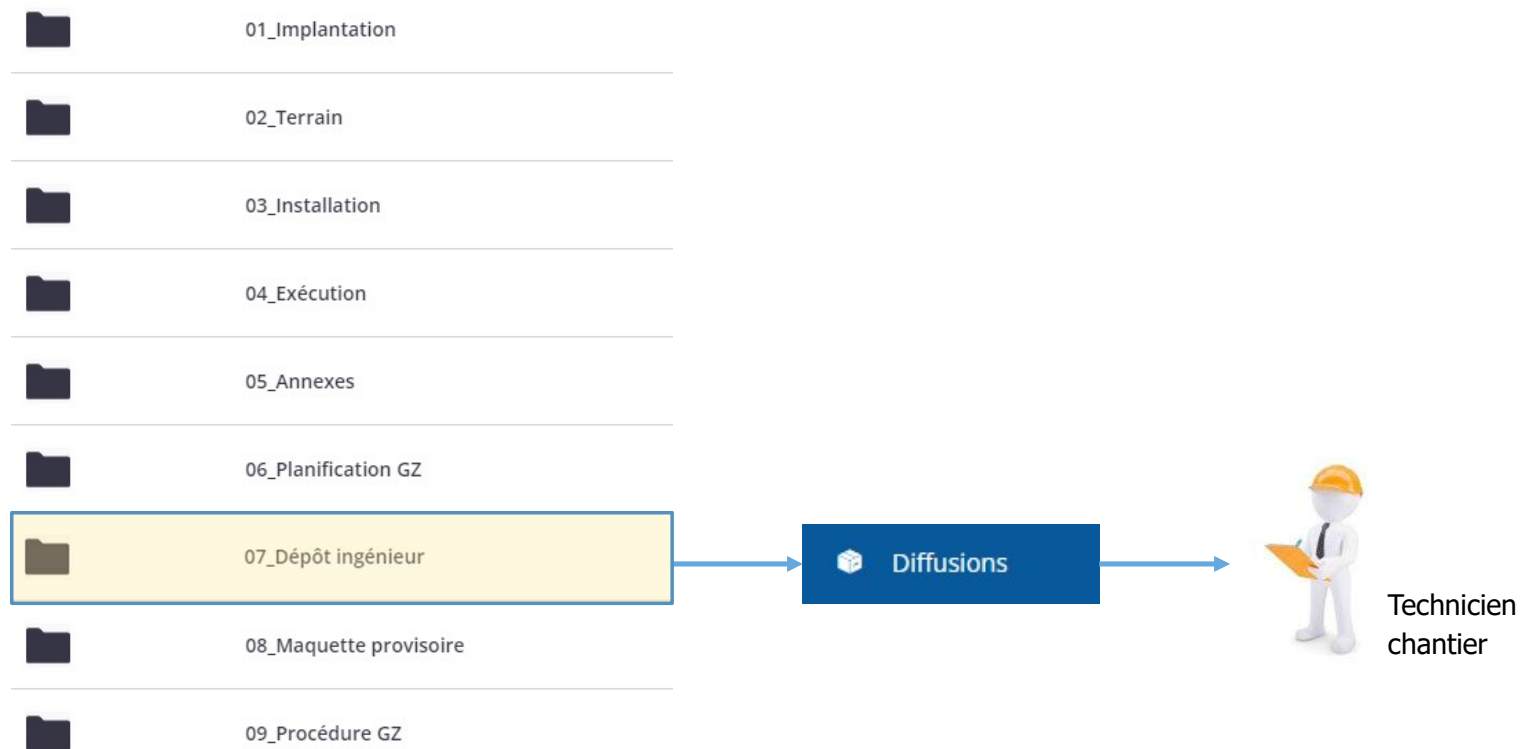 01_Implantation
02_Terrain
03_Installation
04_Exécution
05_Annexes
06_Planification GZ
07_Dépôt ingénieur
Diffusions
Technicien
chantier
08_Maquette provisoire
09_Procédure GZ